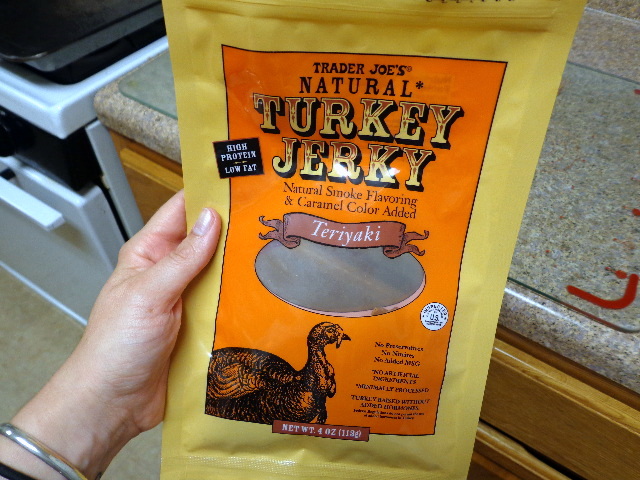 TRADER JOE'S®
NATURAL*
TURKEY
JERKY
HIGH
PROTEIN
LOW FAT
Natural Smoke Flavoring
& Caramel Color Added
Teriyaki
No Preservatives
No Nitrites
No Added MSG
*NO ARTIFICIAL
INGREDIENTS
*MINIMALLY PROCESSED
TURKEY RAISED WITHOUT
ADDED HORMONES.
NET WT. 4 OZ (113g)